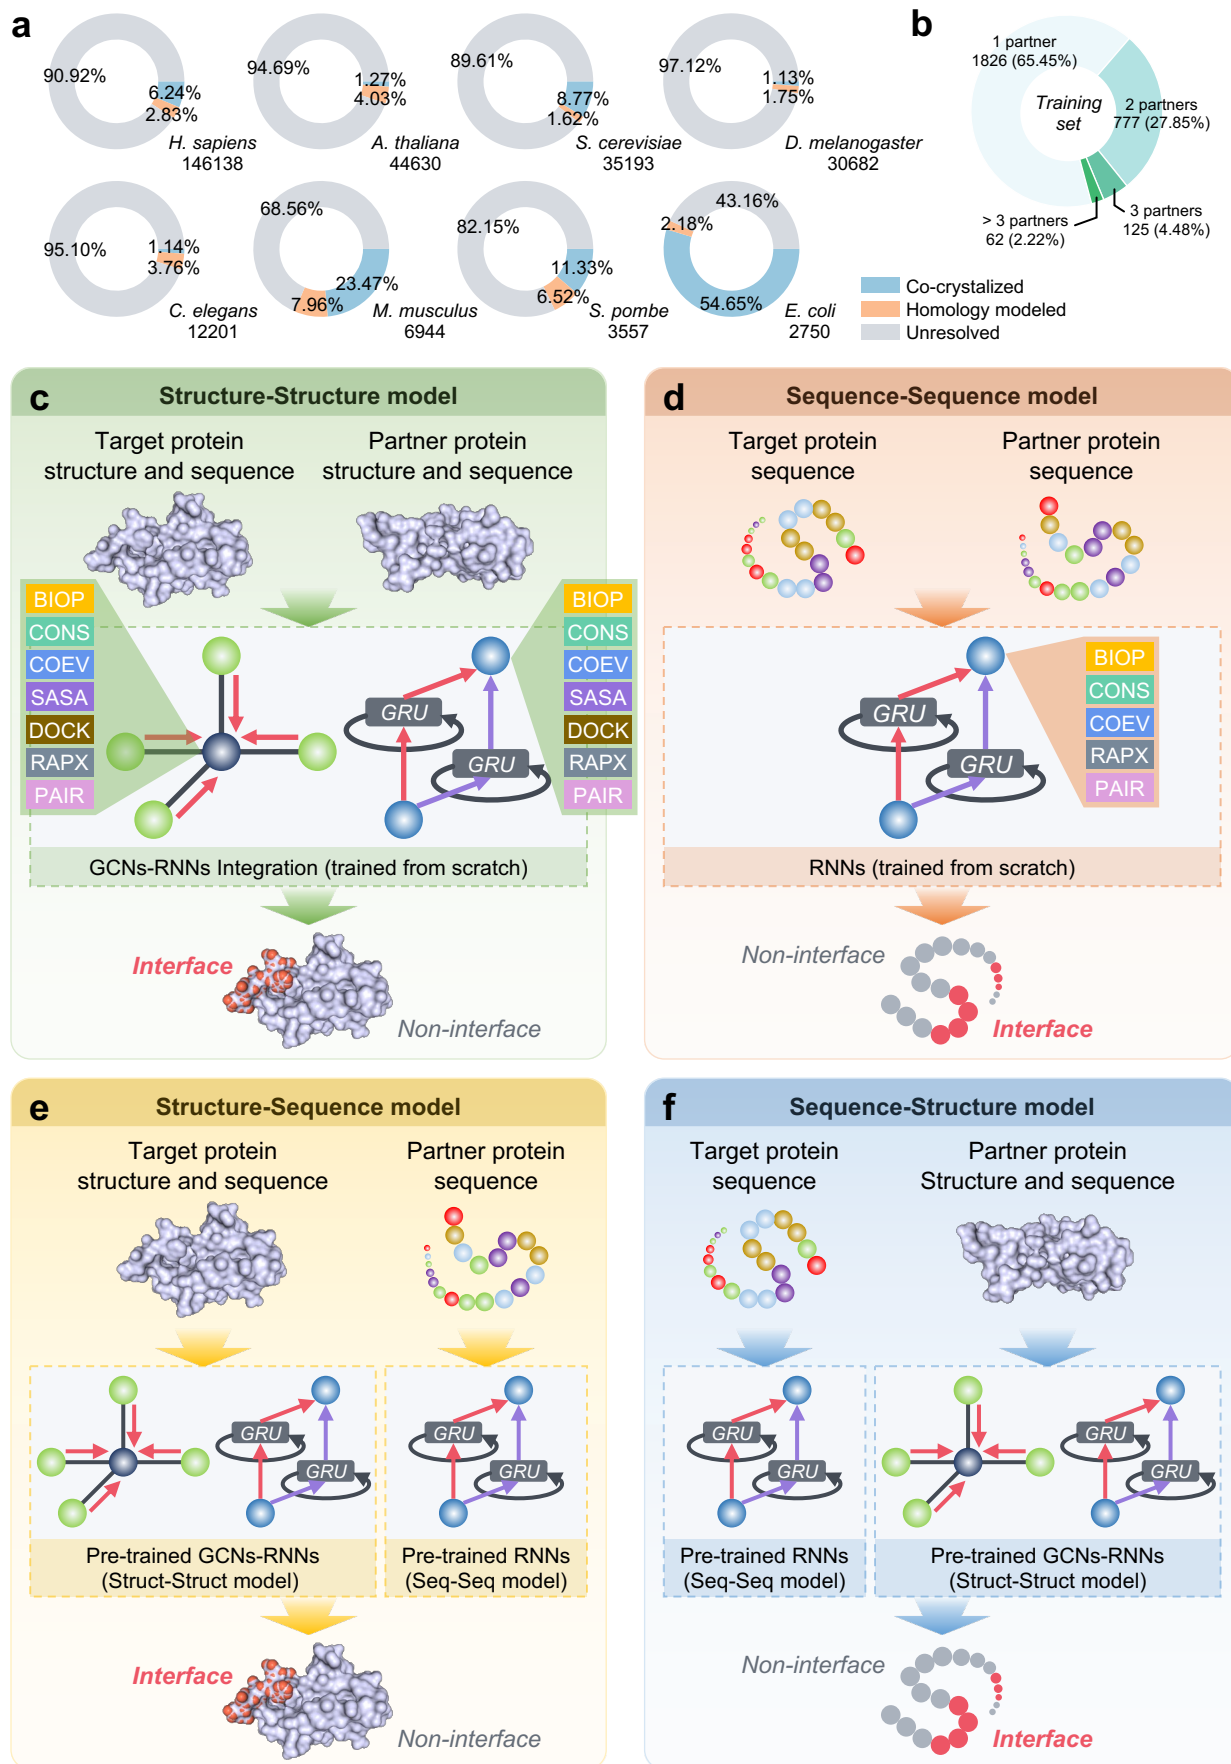 a
90.92%
6.24%
2.83%
H. sapiens
146138
94.69%
1.27%
4.03%
A. thaliana
44630
89.61%
8.77%
1.62%
S. cerevisiae
35193
97.12%
1.13%
1.75%
D. melanogaster
30682
95.10%
1.14%
3.76%
C. elegans
12201
68.56%
23.47%
7.96%
M. musculus
6944
82.15%
11.33%
6.52%
S. pombe
3557
43.16%
2.18%
54.65%
E. coli
2750
b
1 partner
1826 (65.45%)
Training
set
2 partners
777 (27.85%)
3 partners
125 (4.48%)
> 3 partners
62 (2.22%)
Co-crystalized
Homology modeled
Unresolved
c
Structure-Structure model
Target protein
structure and sequence
Partner protein
structure and sequence
BIOP
CONS
COEV
SASA
DOCK
RAPX
PAIR
GRU
GRU
BIOP
CONS
COEV
SASA
DOCK
RAPX
PAIR
GCNs-RNNs Integration (trained from scratch)
Interface
Non-interface
d
Sequence-Sequence model
Target protein
sequence
Partner protein
sequence
GRU
GRU
BIOP
CONS
COEV
RAPX
PAIR
RNNs (trained from scratch)
Non-interface
Interface
e
Structure-Sequence model
Target protein
structure and sequence
Partner protein
sequence
GRU
GRU
GRU
GRU
Pre-trained GCNs-RNNs
(Struct-Struct model)
Pre-trained RNNs
(Seq-Seq model)
Interface
Non-interface
f
Sequence-Structure model
Target protein
sequence
Partner protein
Structure and sequence
GRU
GRU
GRU
GRU
Pre-trained RNNs
(Seq-Seq model)
Pre-trained GCNs-RNNs
(Struct-Struct model)
Non-interface
Interface